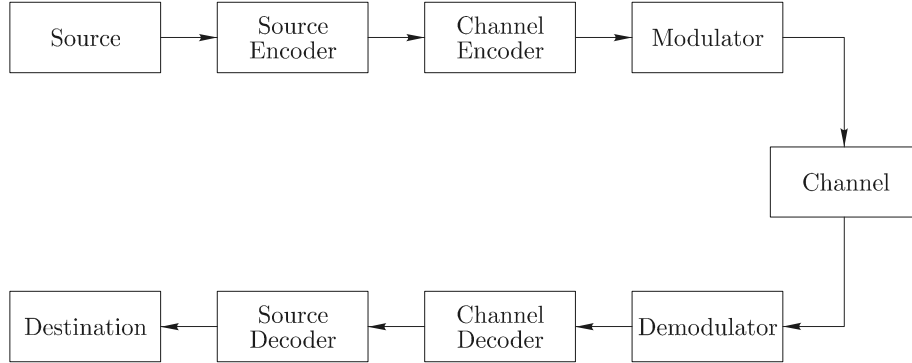 Source
Source
Encoder
Channel
Encoder
Modulator
Channel
Demodulator
Channel
Decoder
Source
Decoder
Destination